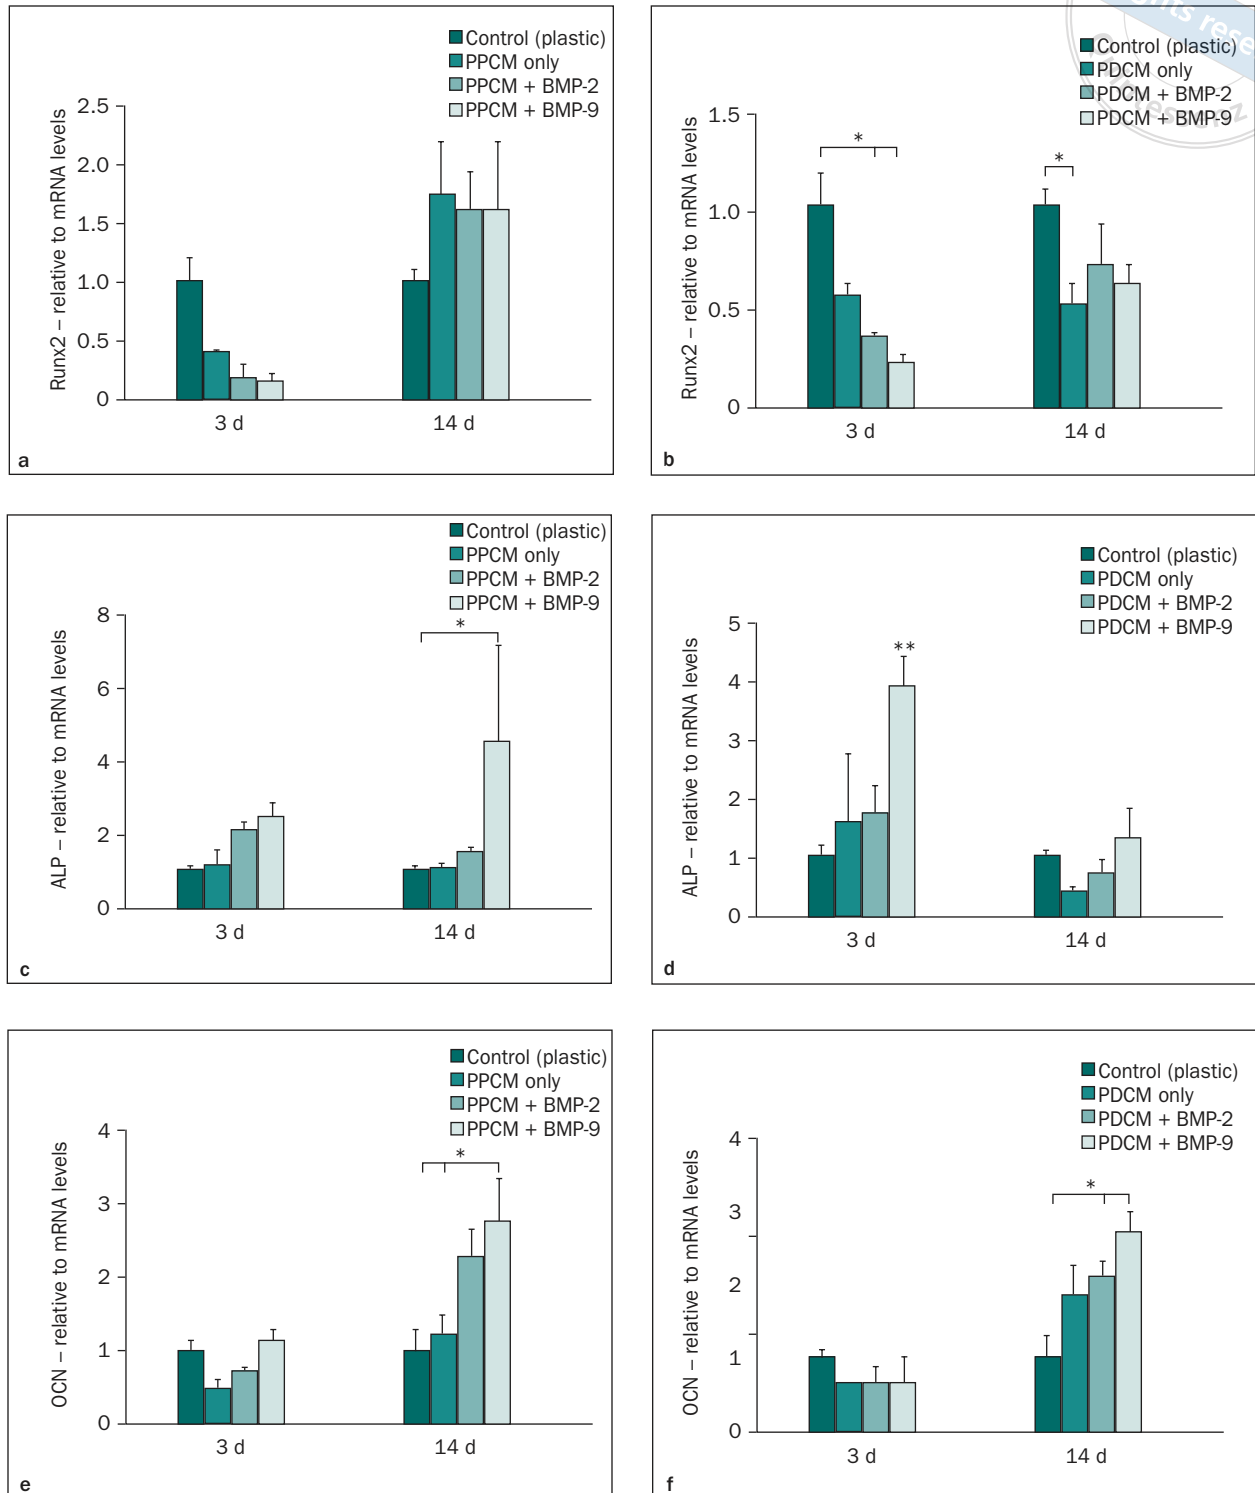 Control (plastic)
PPCM only
PPCM + BMP-2
PPCM + BMP-9
Runx2 – relative to mRNA levels
2.5
2.0
1.5
1.0
0.5
0
3 d
14 d
*
*
a
Control (plastic)
PDCM only
PDCM + BMP-2
PDCM + BMP-9
Runx2 – relative to mRNA levels
1.5
1.0
0.5
0
3 d
14 d
b
Control (plastic)
PPCM only
PPCM + BMP-2
PPCM + BMP-9
ALP – relative to mRNA levels
8
6
4
2
0
*
3 d
14 d
c
Control (plastic)
PDCM only
PDCM + BMP-2
PDCM + BMP-9
ALP – relative to mRNA levels
5
4
3
2
1
0
**
3 d
14 d
d
Control (plastic)
PPCM only
PPCM + BMP-2
PPCM + BMP-9
OCN – relative to mRNA levels
4
3
2
1
0
*
3 d
14 d
e
Control (plastic)
PDCM only
PDCM + BMP-2
PDCM + BMP-9
OCN – relative to mRNA levels
4
3
2
1
0
*
3 d
14 d
f